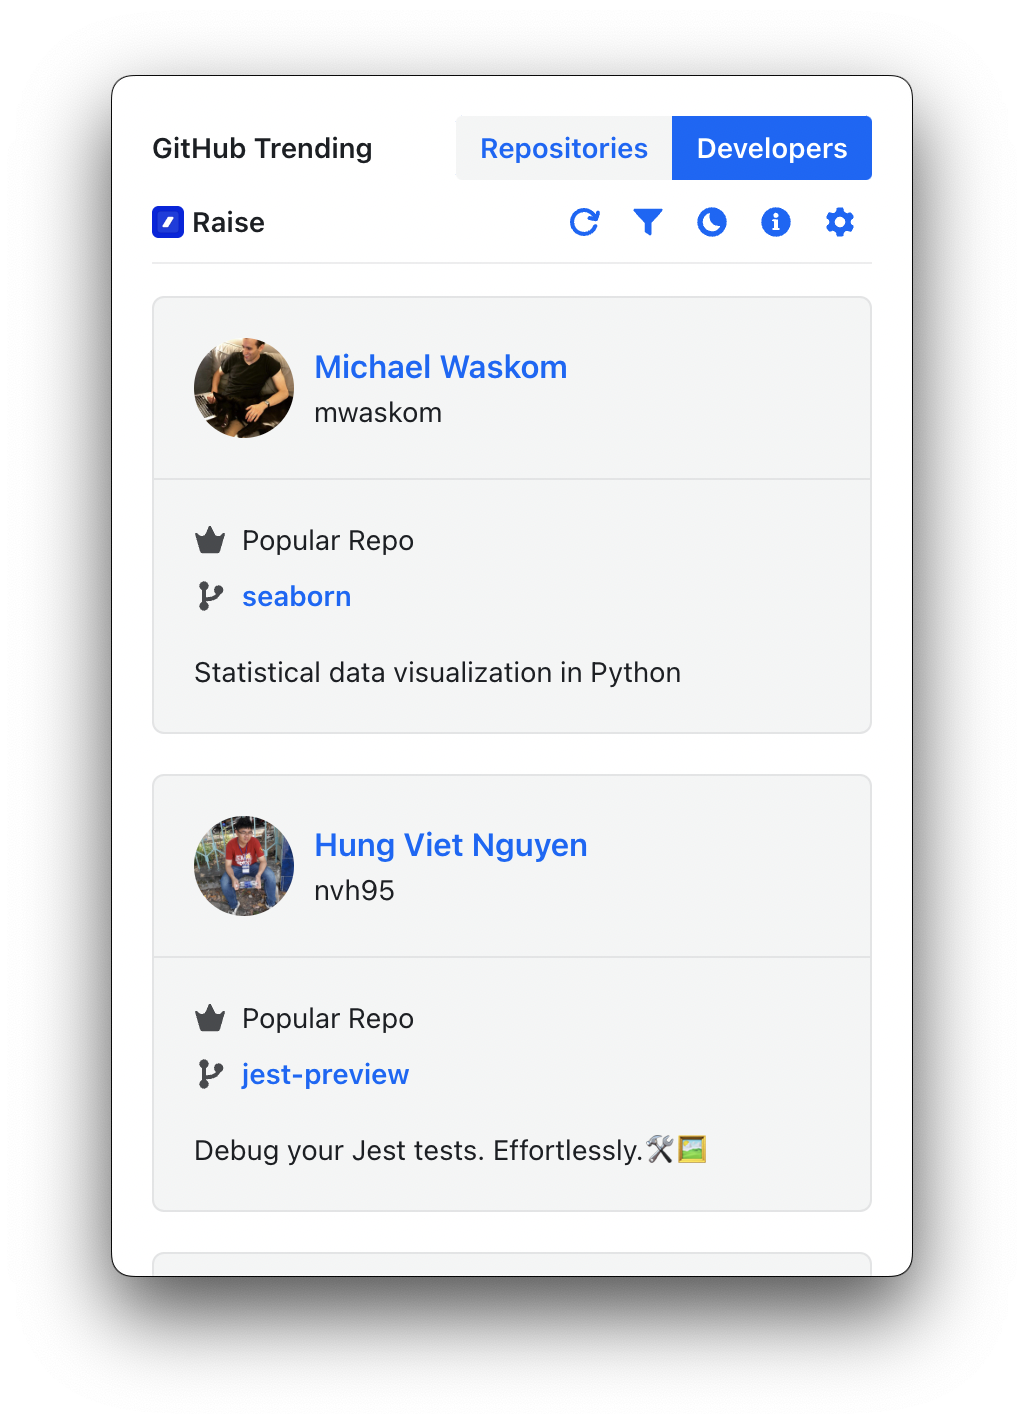 GitHub Trending
Repositories
Developers
Raise
Michael Waskom
mwaskom
Popular Repo
seaborn
Statistical data visualization in Python
Hung Viet Nguyen
nvh95
Popular Repo
jest-preview
Debug your Jest tests. Effortlessly.🛠🖼